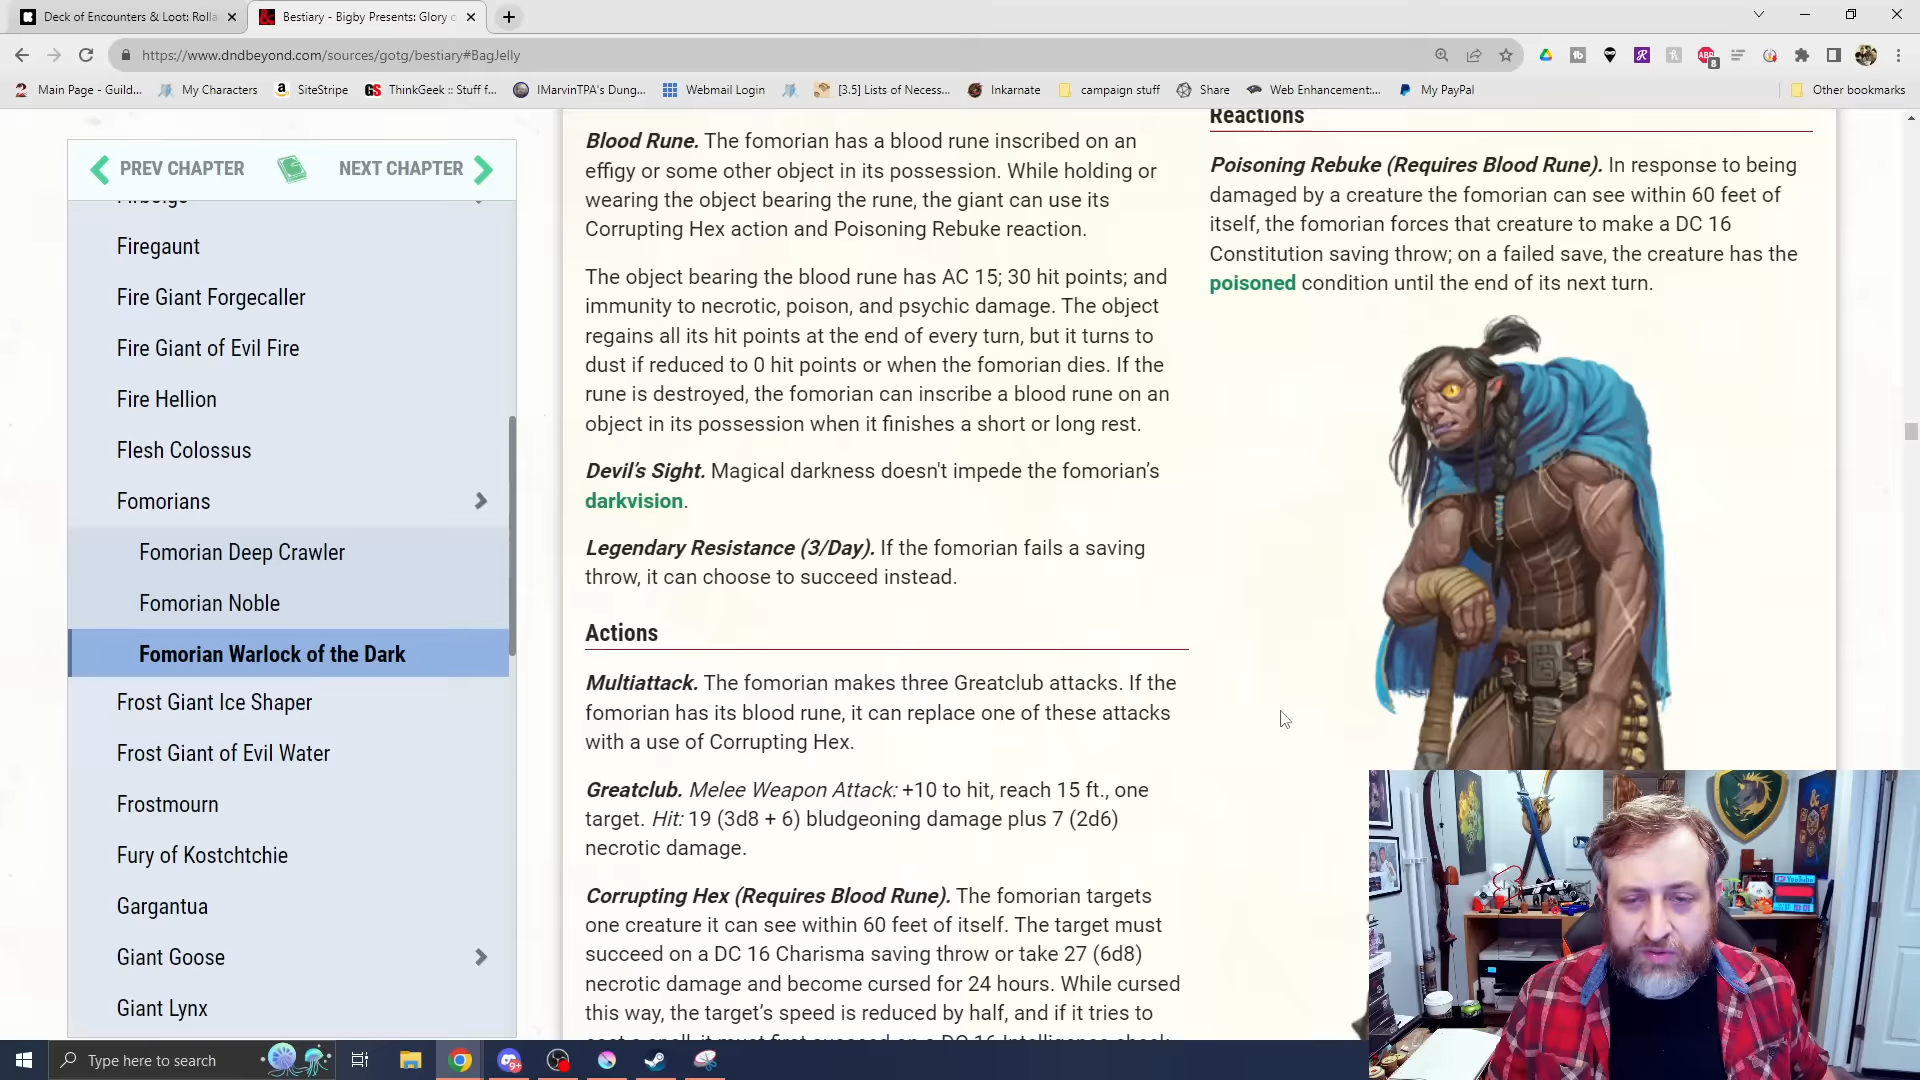 Deck of Encounters & Loot: Rolla
Bestiary - Bigby Presents: Glory o
https://www.dndbeyond.com/sources/gotg/bestiary#BagJelly
Main Page - Guild...
My Characters
SiteStripe
ThinkGeek :: Stuff f...
IMarvinTPA's Dung...
Webmail Login
[3.5] Lists of Necess...
Inkarnate
campaign stuff
Share
Web Enhancement:...
My PayPal
Other bookmarks
PREV CHAPTER
NEXT CHAPTER
Firegaunt
Fire Giant Forgecaller
Fire Giant of Evil Fire
Fire Hellion
Flesh Colossus
Fomorians
Fomorian Deep Crawler
Fomorian Noble
Fomorian Warlock of the Dark
Frost Giant Ice Shaper
Frost Giant of Evil Water
Frostmourn
Fury of Kostchtchie
Gargantua
Giant Goose
Giant Lynx
Blood Rune. The fomorian has a blood rune inscribed on an
effigy or some other object in its possession. While holding or
wearing the object bearing the rune, the giant can use its
Corrupting Hex action and Poisoning Rebuke reaction.
The object bearing the blood rune has AC 15; 30 hit points; and
immunity to necrotic, poison, and psychic damage. The object
regains all its hit points at the end of every turn, but it turns to
dust if reduced to 0 hit points or when the fomorian dies. If the
rune is destroyed, the fomorian can inscribe a blood rune on an
object in its possession when it finishes a short or long rest.
Devil's Sight. Magical darkness doesn't impede the fomorian's
darkvision.
Legendary Resistance (3/Day). If the fomorian fails a saving
throw, it can choose to succeed instead.
Actions
Multiattack. The fomorian makes three Greatclub attacks. If the
fomorian has its blood rune, it can replace one of these attacks
with a use of Corrupting Hex.
Greatclub. Melee Weapon Attack: +10 to hit, reach 15 ft., one
target. Hit: 19 (3d8 + 6) bludgeoning damage plus 7 (2d6)
necrotic damage.
Corrupting Hex (Requires Blood Rune). The fomorian targets
one creature it can see within 60 feet of itself. The target must
succeed on a DC 16 Charisma saving throw or take 27 (6d8)
necrotic damage and become cursed for 24 hours. While cursed
this way, the target's speed is reduced by half, and if it tries to
cast a spell, it must first succeed on a DC 16 Intelligence check
Reactions
Poisoning Rebuke (Requires Blood Rune). In response to being
damaged by a creature the fomorian can see within 60 feet of
itself, the fomorian forces that creature to make a DC 16
Constitution saving throw; on a failed save, the creature has the
poisoned condition until the end of its next turn.
YouTube
Type here to search